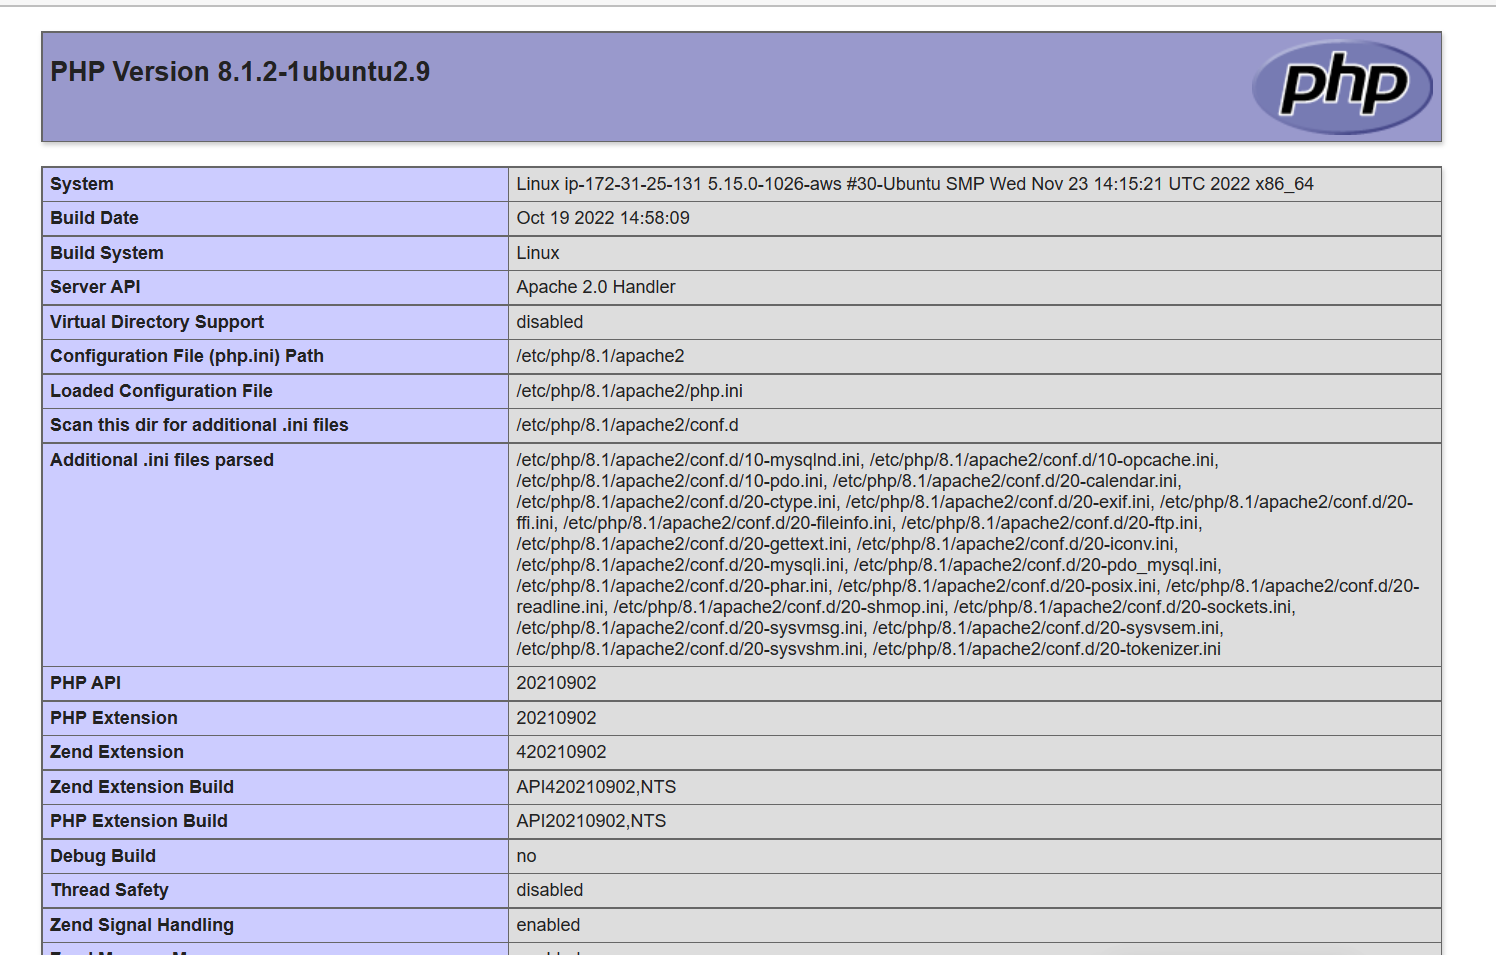 PHP Version 8.1.2-1ubuntu2.9
php
System Linux ip-172-31-25-131 5.15.0-1026-aws #30-Ubuntu SMP Wed Nov 23 14:15:21 UTC 2022 x86_64
Build Date Oct 19 2022 14:58:09
Build System Linux
Server API Apache 2.0 Handler
Virtual Directory Support disabled
Configuration File (php.ini) Path /etc/php/8.1/apache2
Loaded Configuration File /etc/php/8.1/apache2/php.ini
Scan this dir for additional .ini files /etc/php/8.1/apache2/conf.d
Additional .ini files parsed /etc/php/8.1/apache2/conf.d/10-mysqlnd.ini, /etc/php/8.1/apache2/conf.d/10-opcache.ini,
/etc/php/8.1/apache2/conf.d/10-pdo.ini, /etc/php/8.1/apache2/conf.d/20-calendar.ini,
/etc/php/8.1/apache2/conf.d/20-ctype.ini, /etc/php/8.1/apache2/conf.d/20-exif.ini, /etc/php/8.1/apache2/conf.d/20-
ffi.ini, /etc/php/8.1/apache2/conf.d/20-fileinfo.ini, /etc/php/8.1/apache2/conf.d/20-ftp.ini,
/etc/php/8.1/apache2/conf.d/20-gettext.ini, /etc/php/8.1/apache2/conf.d/20-iconv.ini,
/etc/php/8.1/apache2/conf.d/20-mysqli.ini, /etc/php/8.1/apache2/conf.d/20-pdo_mysql.ini,
/etc/php/8.1/apache2/conf.d/20-phar.ini, /etc/php/8.1/apache2/conf.d/20-posix.ini, /etc/php/8.1/apache2/conf.d/20-
readline.ini, /etc/php/8.1/apache2/conf.d/20-shmop.ini, /etc/php/8.1/apache2/conf.d/20-sockets.ini,
/etc/php/8.1/apache2/conf.d/20-sysvmsg.ini, /etc/php/8.1/apache2/conf.d/20-sysvsem.ini,
/etc/php/8.1/apache2/conf.d/20-sysvshm.ini, /etc/php/8.1/apache2/conf.d/20-tokenizer.ini
PHP API 20210902
PHP Extension 20210902
Zend Extension 420210902
Zend Extension Build API420210902,NTS
PHP Extension Build API20210902,NTS
Debug Build no
Thread Safety disabled
Zend Signal Handling enabled